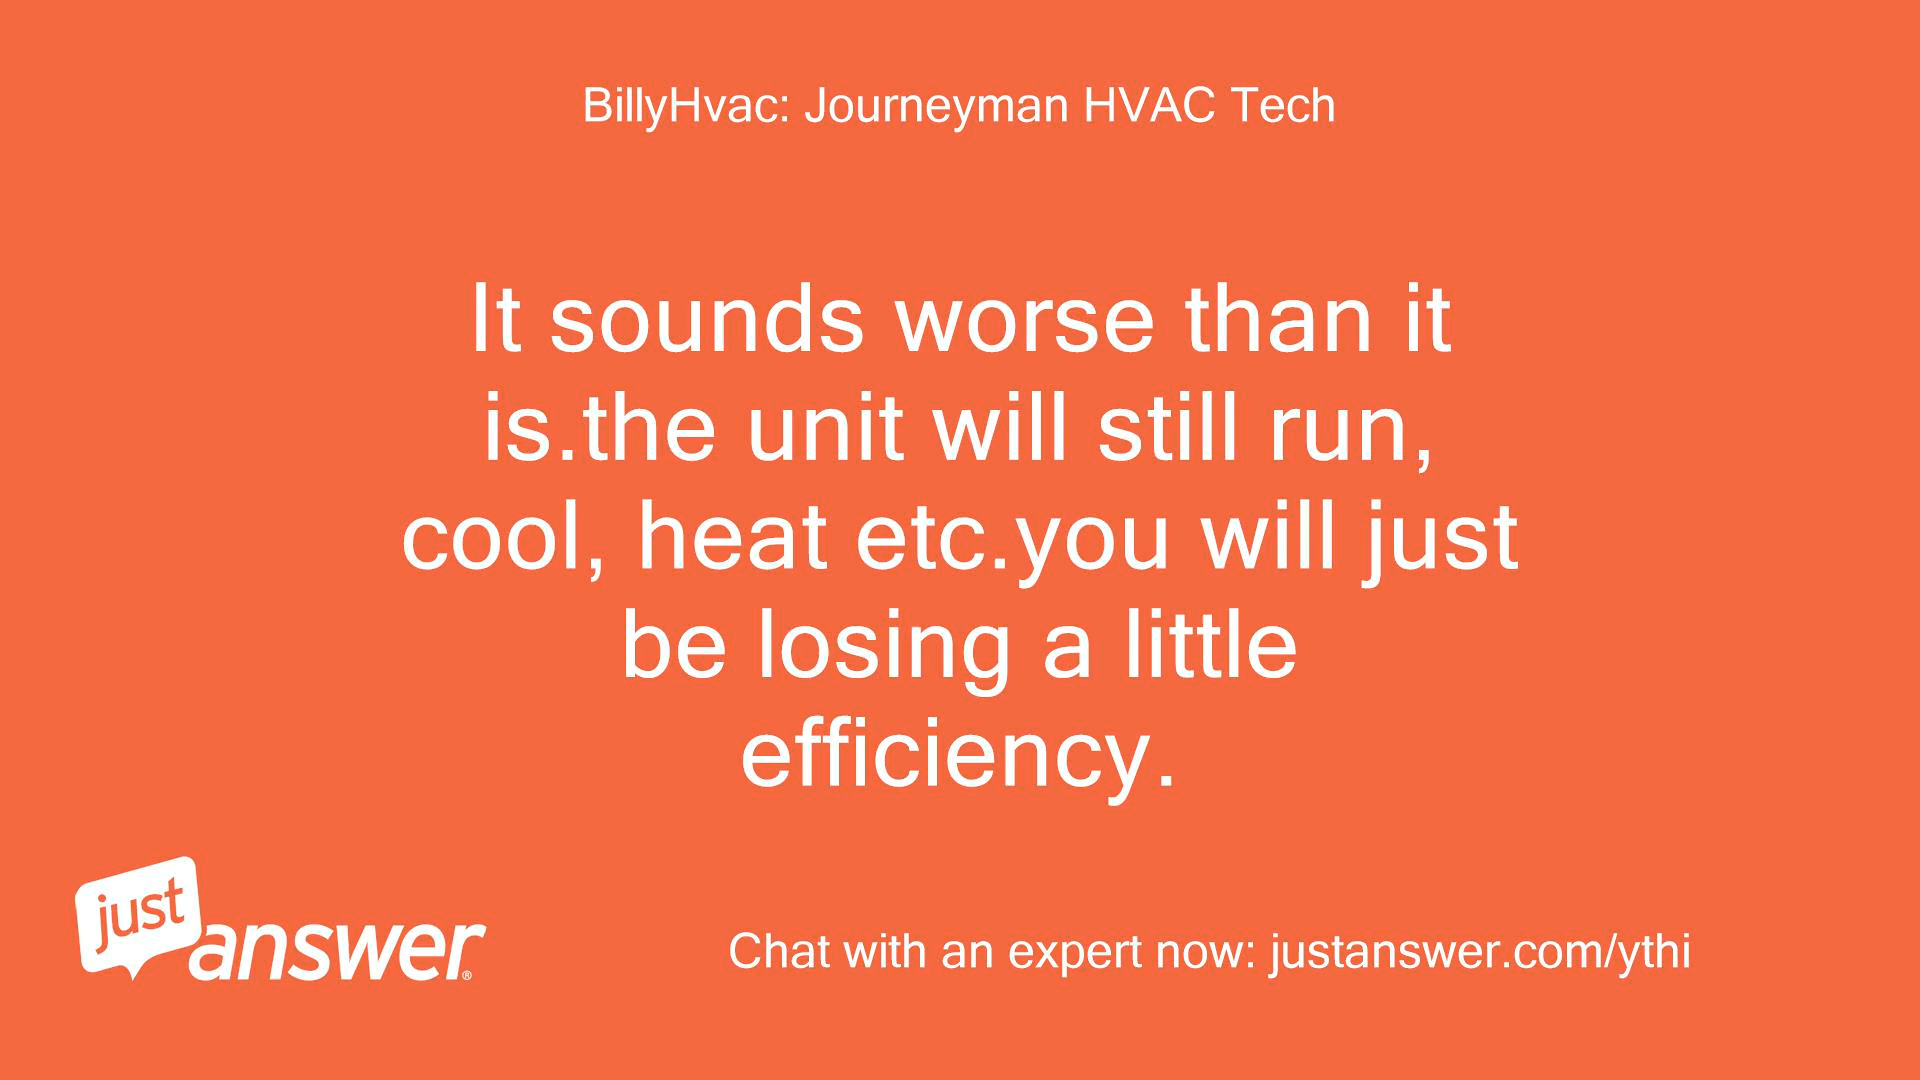 BillyHvac: Journeyman HVAC Tech
It sounds worse than it
is.the unit will still run,
cool, heat etc.you will just
be losing a little
efficiency.
just
answer®
Chat with an expert now: justanswer.com/ythi